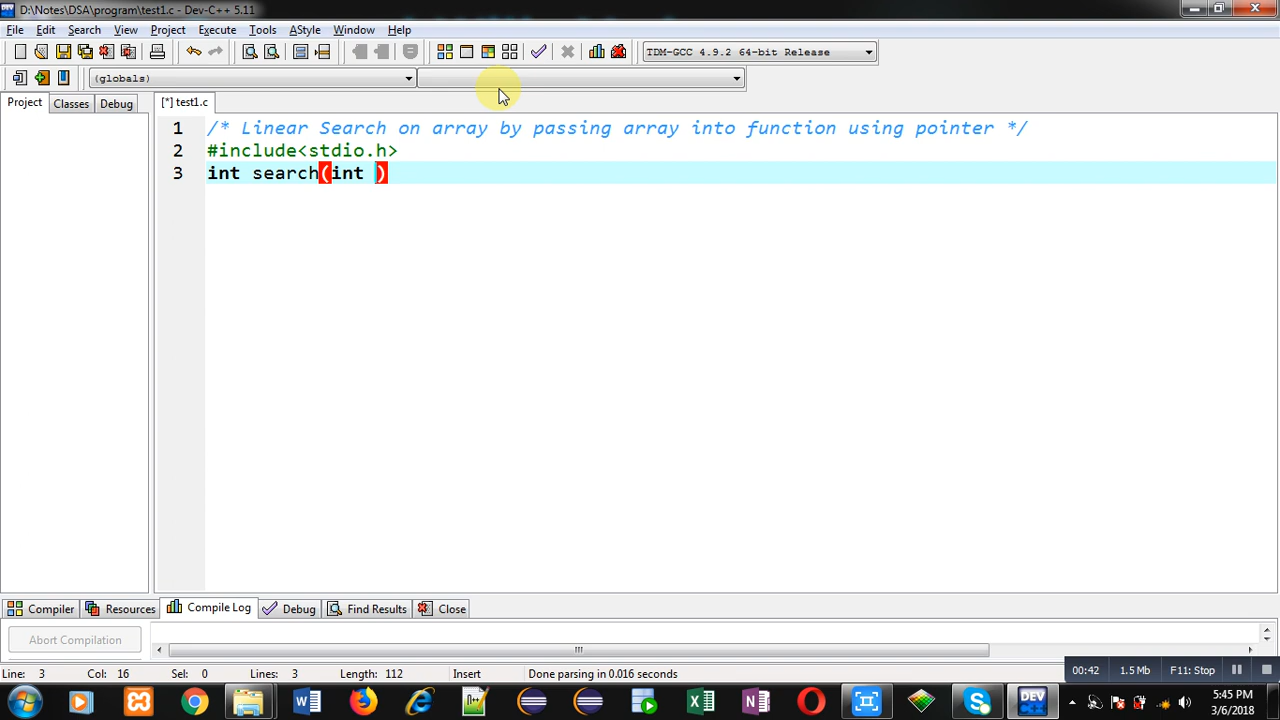 D:\Notes\DSA\program\test1.c - Dev-C++ 5.11
File Edit Search View Project Execute Tools AStyle Window Help
TDM-GCC 4.9.2 64-bit Release
(globals)
Project Classes Debug [*] test1.c
1 /* Linear Search on array by passing array into function using pointer */
2 #include<stdio.h>
3 int search(int )
Compiler Resources Compile Log Debug Find Results Close
Abort Compilation
Line: 3 Col: 16 Sel: 0 Lines: 3 Length: 112 Insert Done parsing in 0.016 seconds
00:42 1.5 Mb F11: Stop
DEV
5:45 PM
3/6/2018